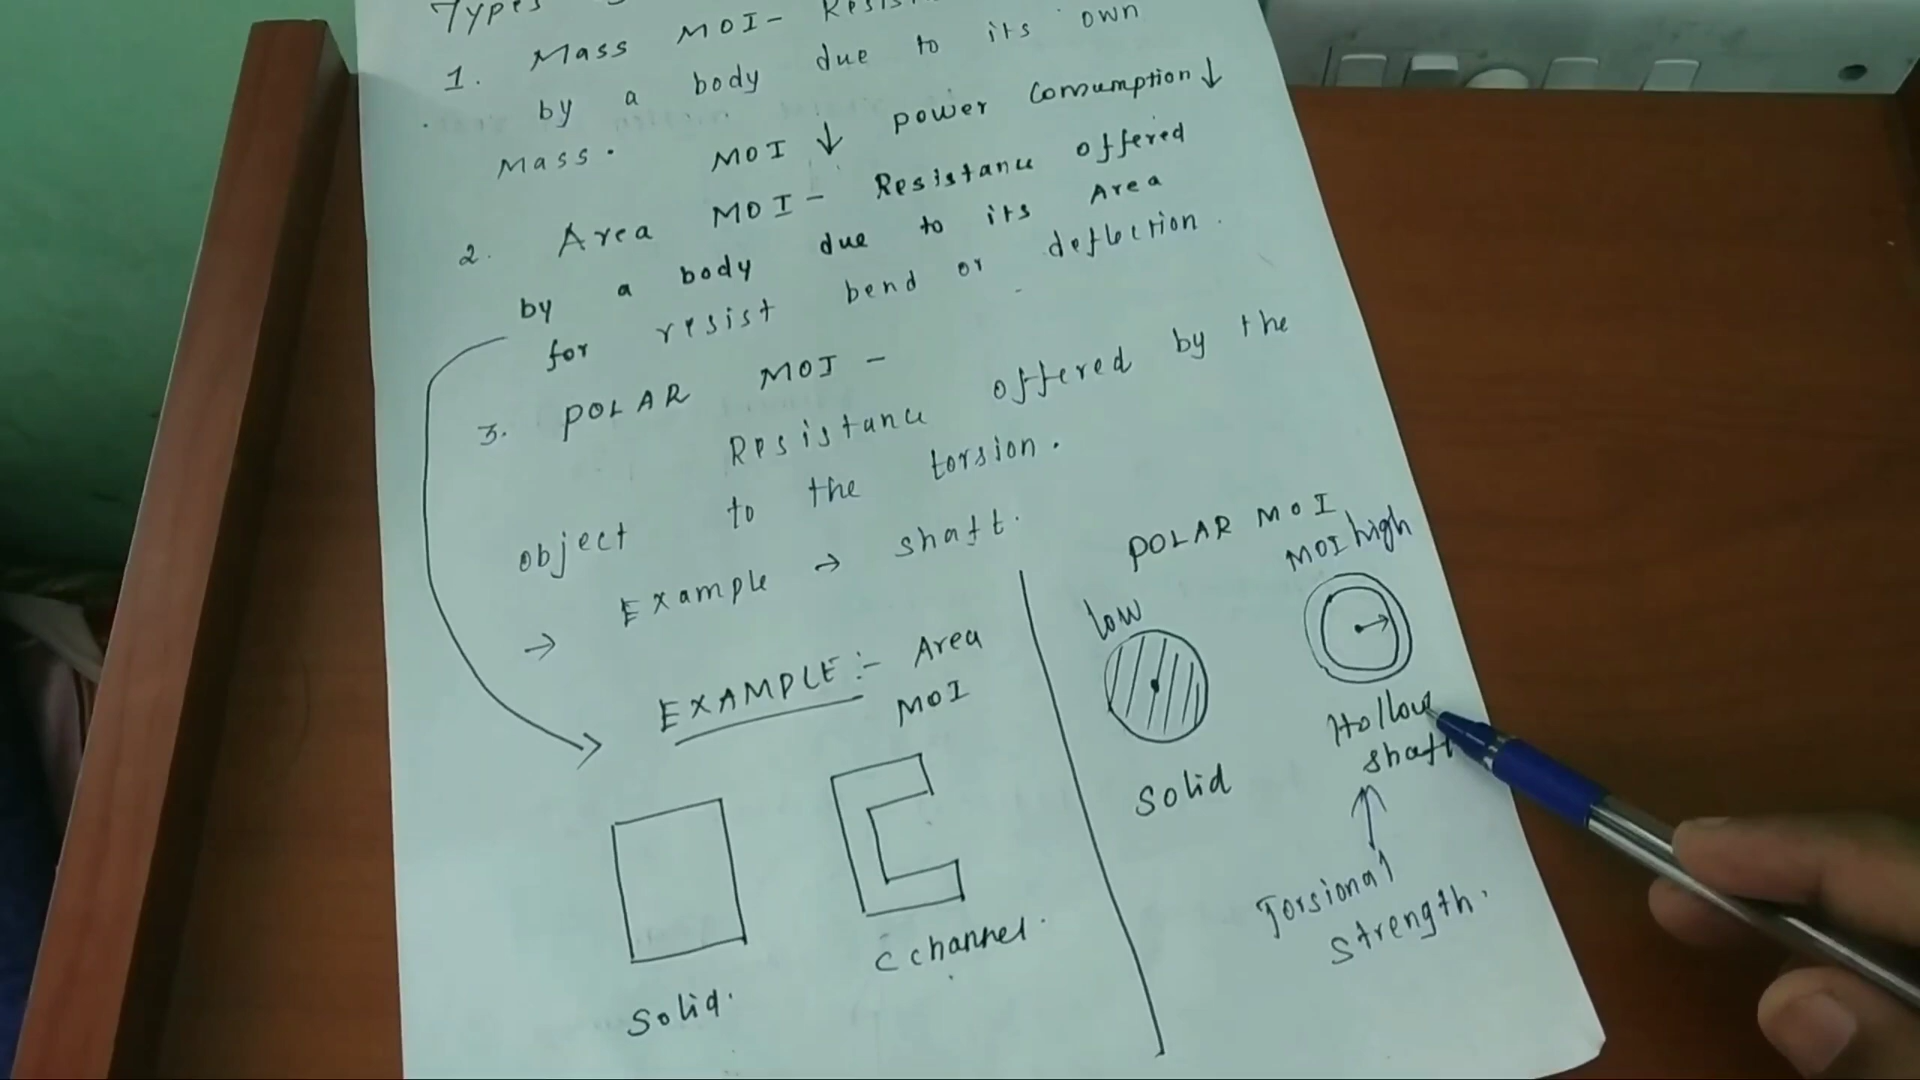 Types
1. Mass MOI - Resis
by a body due to its own
Mass.
MOI ↓ power Consumption ↓
2. Area MOI - Resistance offered
by a body due to its Area
for resist bend or deflection.
3. POLAR MOI -
Resistance offered by the
object to the torsion.
→ Example → shaft.
EXAMPLE :- Area
MOI
Solid.
C channel.
POLAR MOI
low
MOI high
Solid
Hollow
shaft
Torsional
Strength.